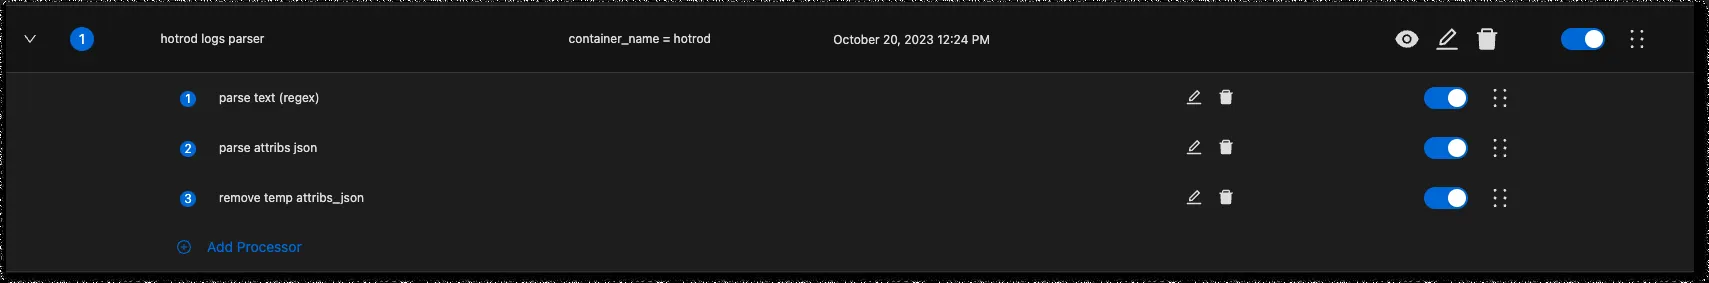 1 hotrod logs parser container_name = hotrod October 20, 2023 12:24 PM
1 parse text (regex)
2 parse attribs json
3 remove temp attribs_json
Add Processor